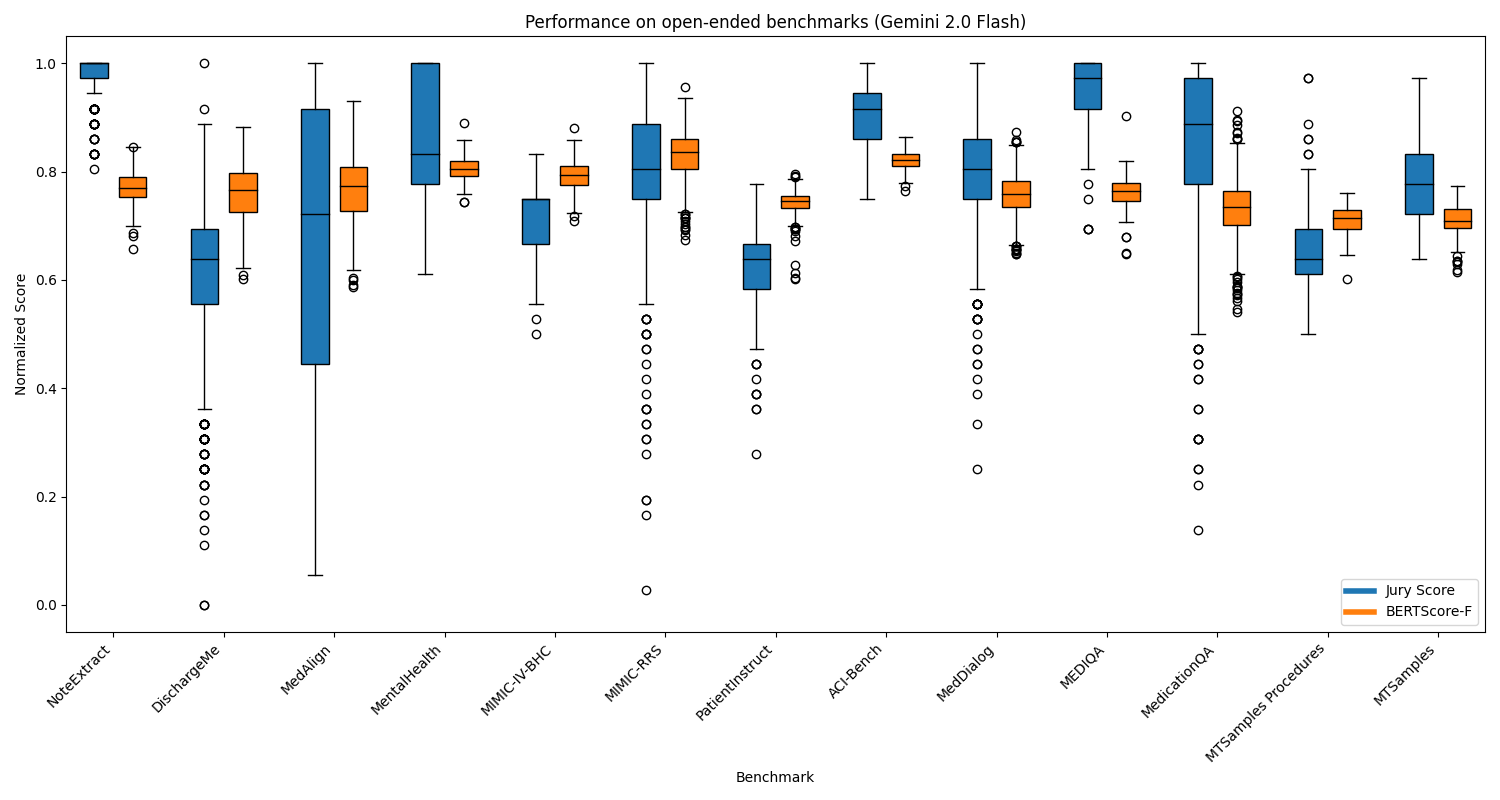 Performance on open-ended benchmarks (Gemini 2.0 Flash)
Normalized Score
1.0
0.8
0.6
0.4
0.2
0.0
Jury Score
BERTScore-F
NoteExtract
DischargeMe
MedAlign
MentalHealth
MIMIC-IV-BHC
MIMIC-RRS
PatientInstruct
ACI-Bench
MedDialog
MEDIQA
MedicationQA
MTSamples Procedures
MTSamples
Benchmark